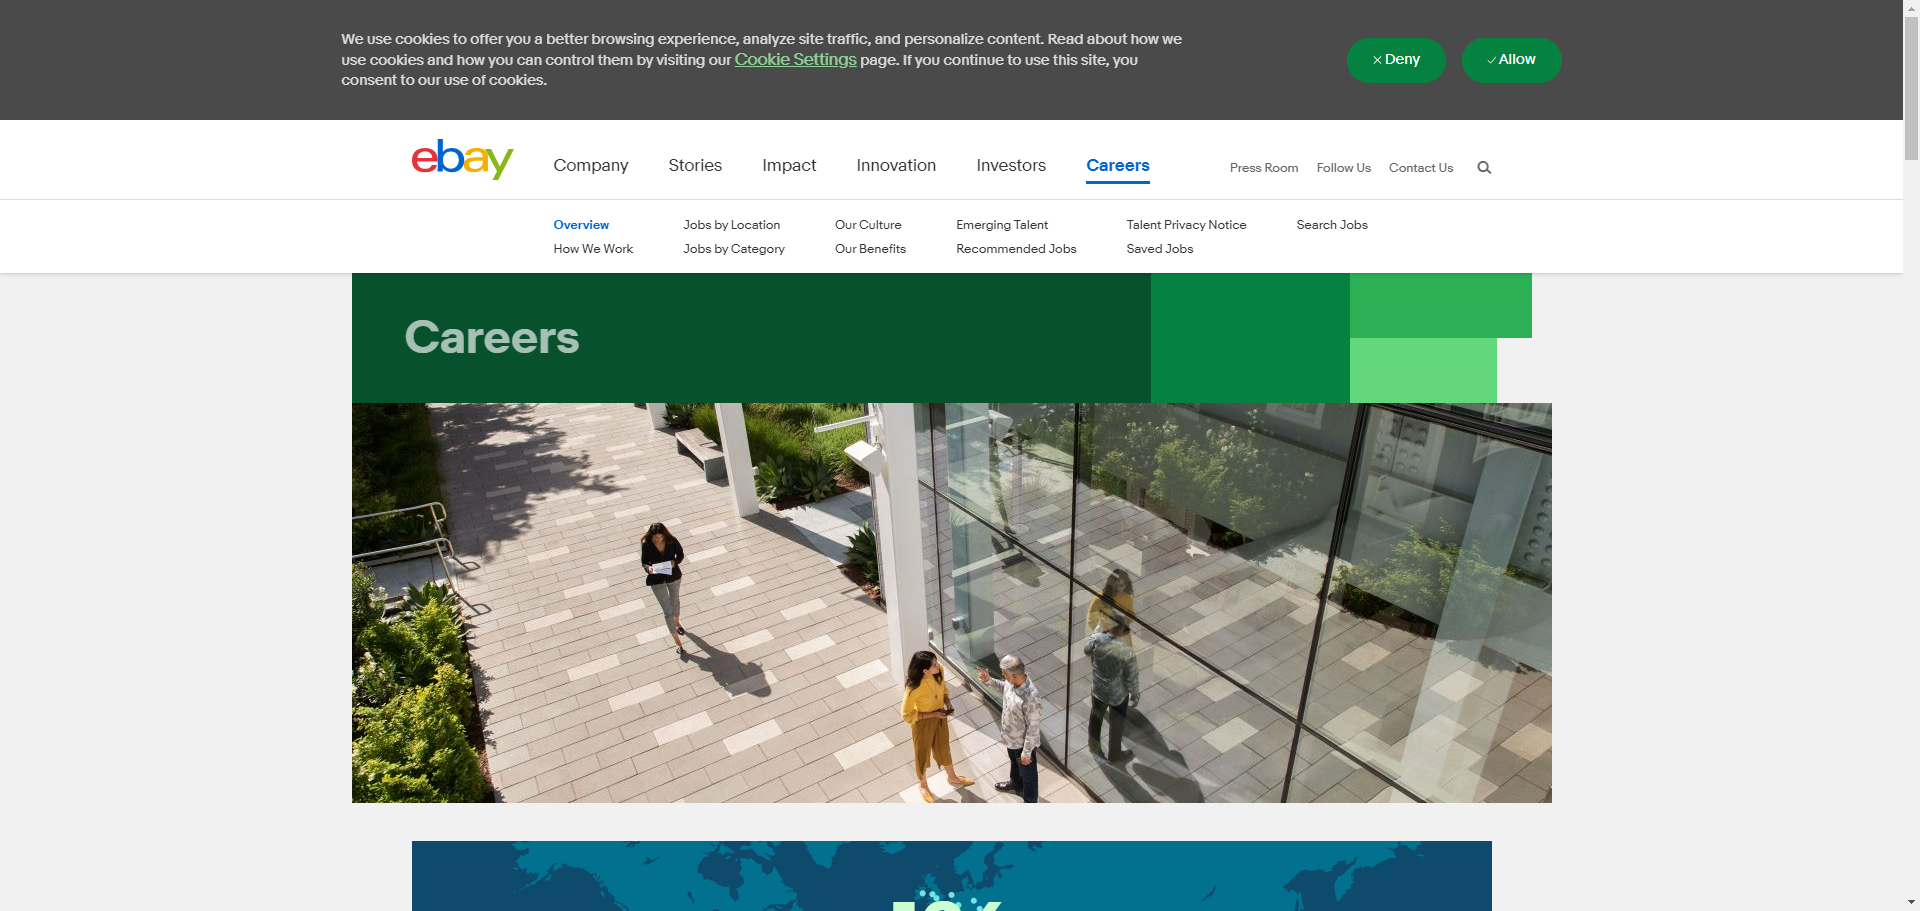 We use cookies to offer you a better browsing experience, analyze site traffic, and personalize content. Read about how we
use cookies and how you can control them by visiting our Cookie Settings page. If you continue to use this site, you
consent to our use of cookies.
Deny
Allow
ebay
Company Stories Impact Innovation Investors Careers
Press Room Follow Us Contact Us
Overview Jobs by Location Our Culture Emerging Talent Talent Privacy Notice Search Jobs
How We Work Jobs by Category Our Benefits Recommended Jobs Saved Jobs
Careers